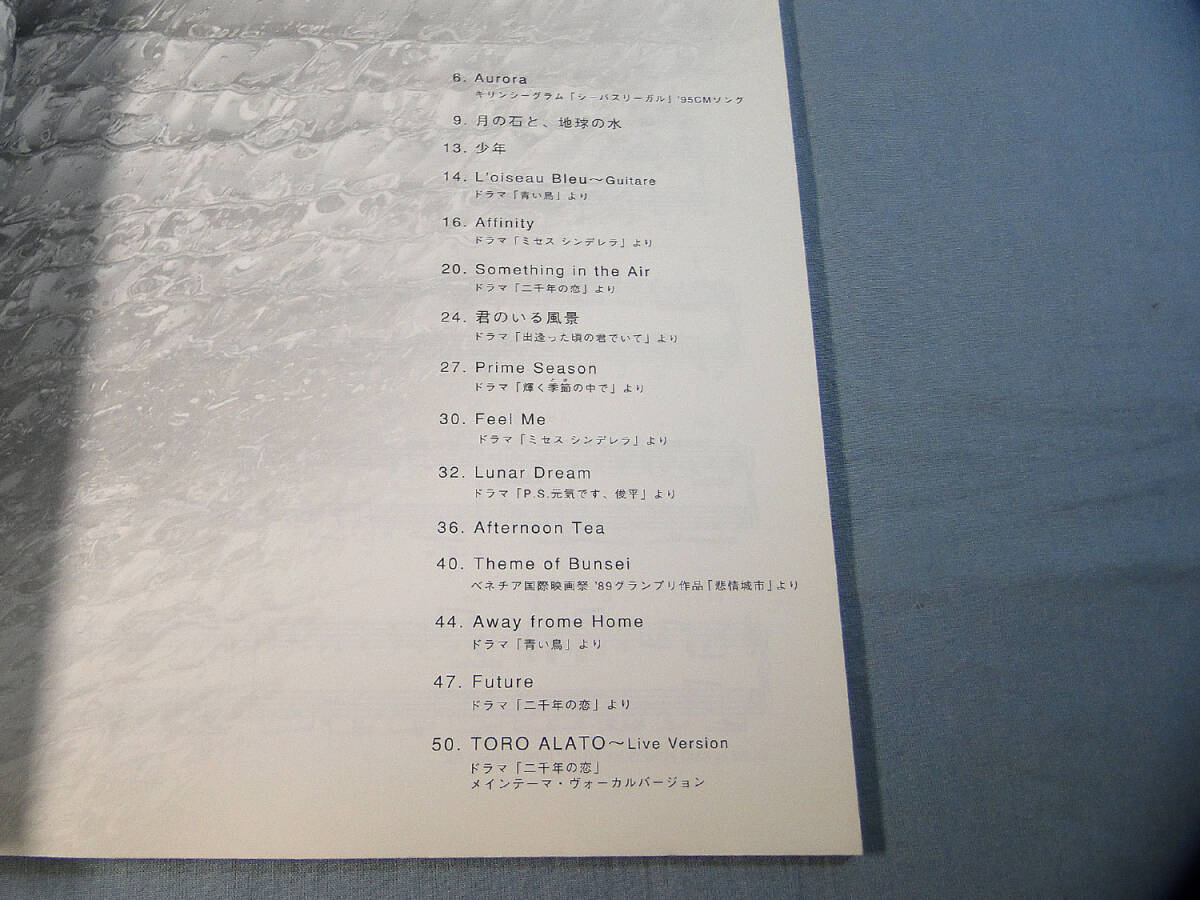 6. Aurora
キリンシーグラム「シーバスリーガル」'95CMソング
9. 月の石と、地球の水
13. 少年
14. L'oiseau Bleu〜Guitare
ドラマ「青い鳥」より
16. Affinity
ドラマ「ミセス シンデレラ」より
20. Something in the Air
ドラマ「二千年の恋」より
24. 君のいる風景
ドラマ「出逢った頃の君でいて」より
27. Prime Season
ドラマ「輝く季節の中で」より
30. Feel Me
ドラマ「ミセス シンデレラ」より
32. Lunar Dream
ドラマ「P.S.元気です、俊平」より
36. Afternoon Tea
40. Theme of Bunsei
ベネチア国際映画祭 '89グランプリ作品「悲情城市」より
44. Away frome Home
ドラマ「青い鳥」より
47. Future
ドラマ「二千年の恋」より
50. TORO ALATO〜Live Version
ドラマ「二千年の恋」
メインテーマ・ヴォーカルバージョン